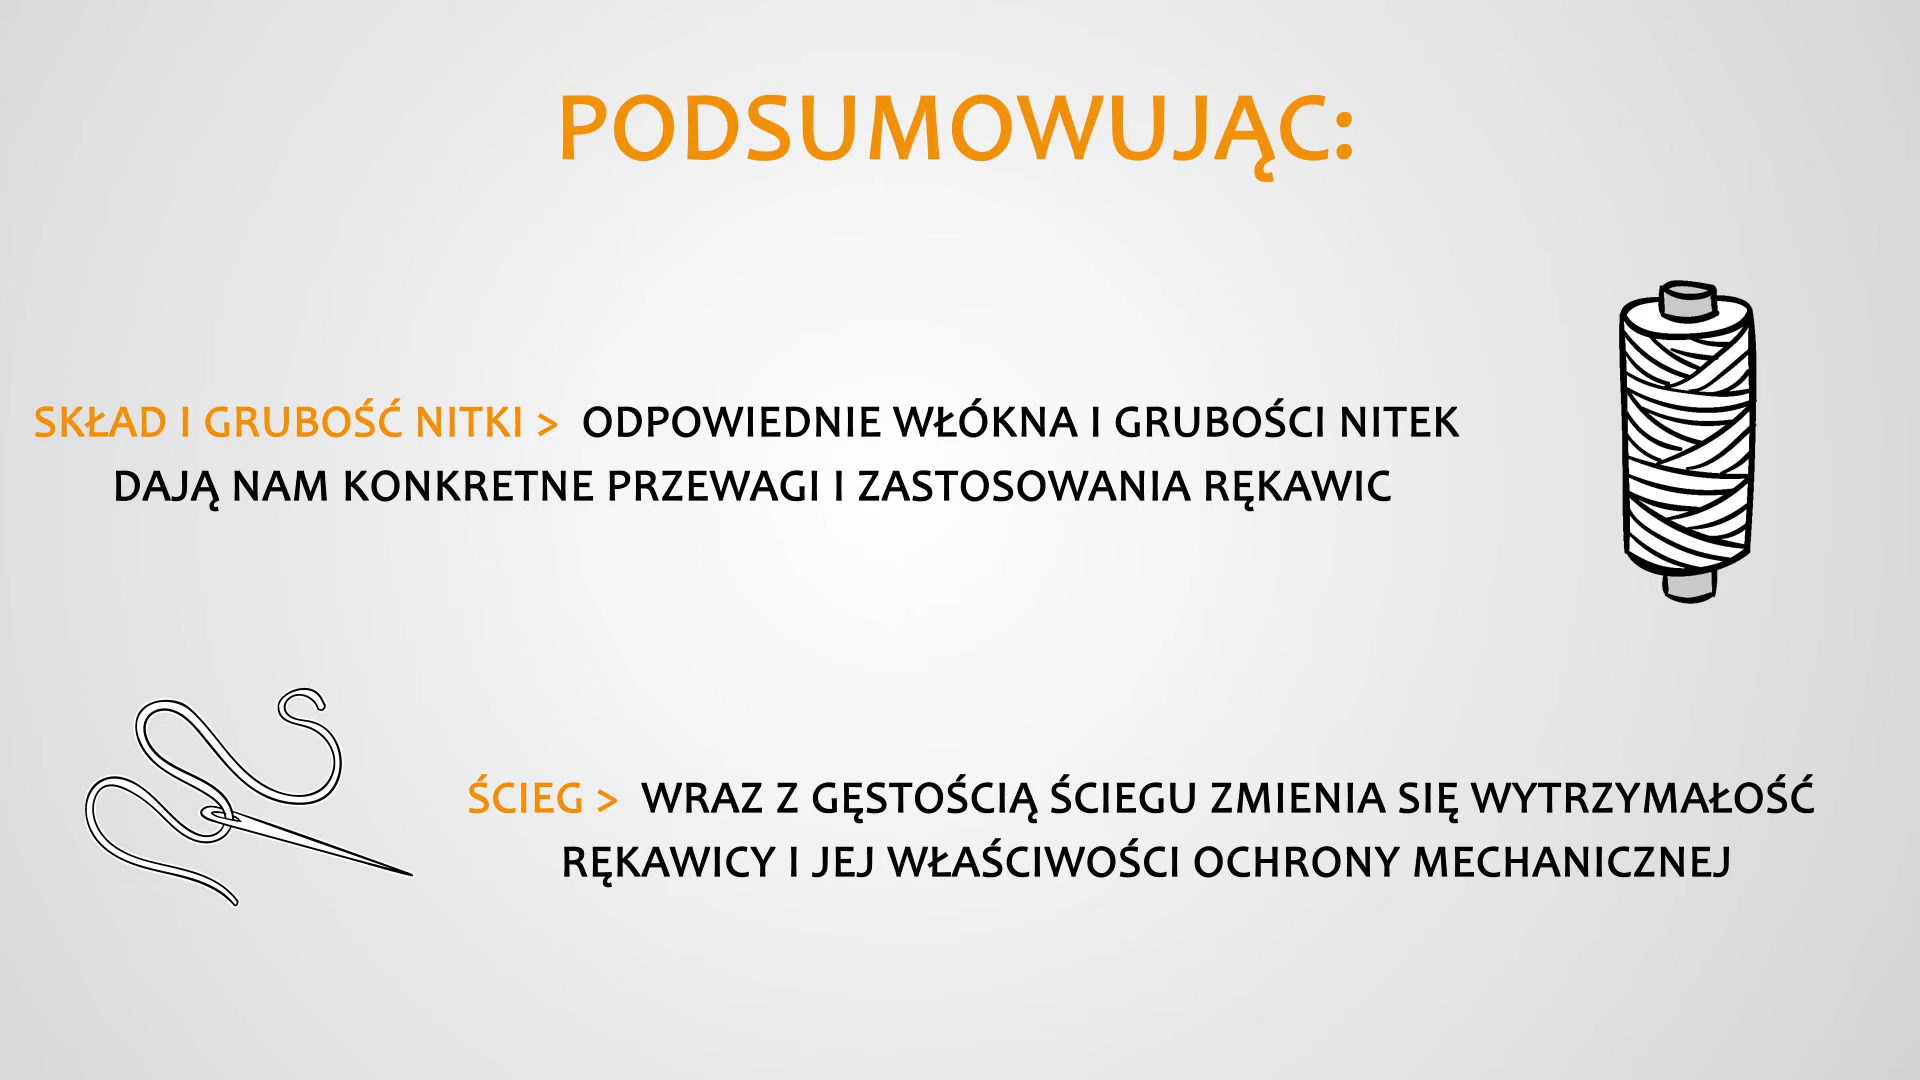 PODSUMOWUJĄC:
SKŁAD I GRUBOŚĆ NITKI > ODPOWIEDNIE WŁÓKNA I GRUBOŚCI NITEK
DAJĄ NAM KONKRETNE PRZEWAGI I ZASTOSOWANIA RĘKAWIC
ŚCIEG > WRAZ Z GĘSTOŚCIĄ ŚCIEGU ZMIENIA SIĘ WYTRZYMAŁOŚĆ
RĘKAWICY I JEJ WŁAŚCIWOŚCI OCHRONY MECHANICZNEJ